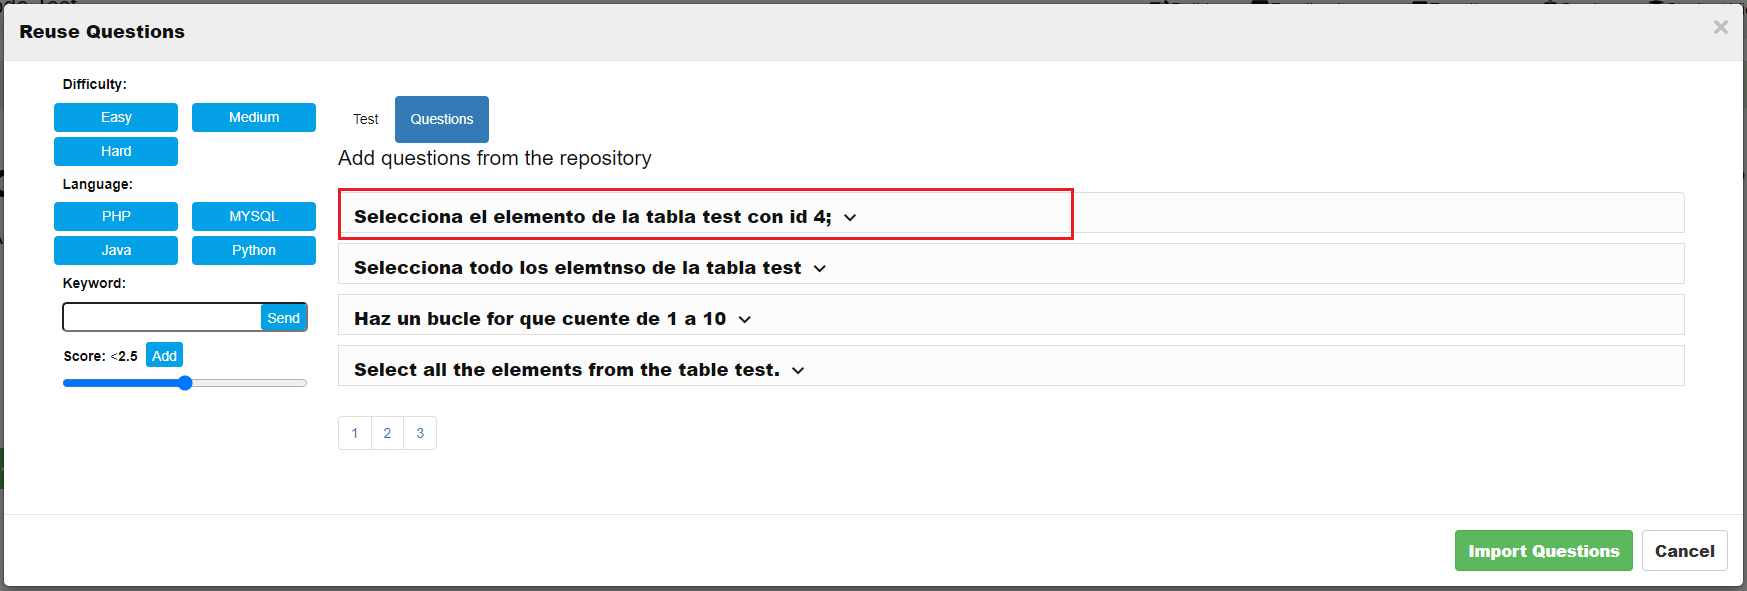 Reuse Questions
×
Difficulty:
Easy Medium
Hard
Language:
PHP MYSQL
Java Python
Keyword:
Send
Score: <2.5 Add
Test Questions
Add questions from the repository
Selecciona el elemento de la tabla test con id 4;
Selecciona todo los elemtnso de la tabla test
Haz un bucle for que cuente de 1 a 10
Select all the elements from the table test.
1 2 3
Import Questions Cancel